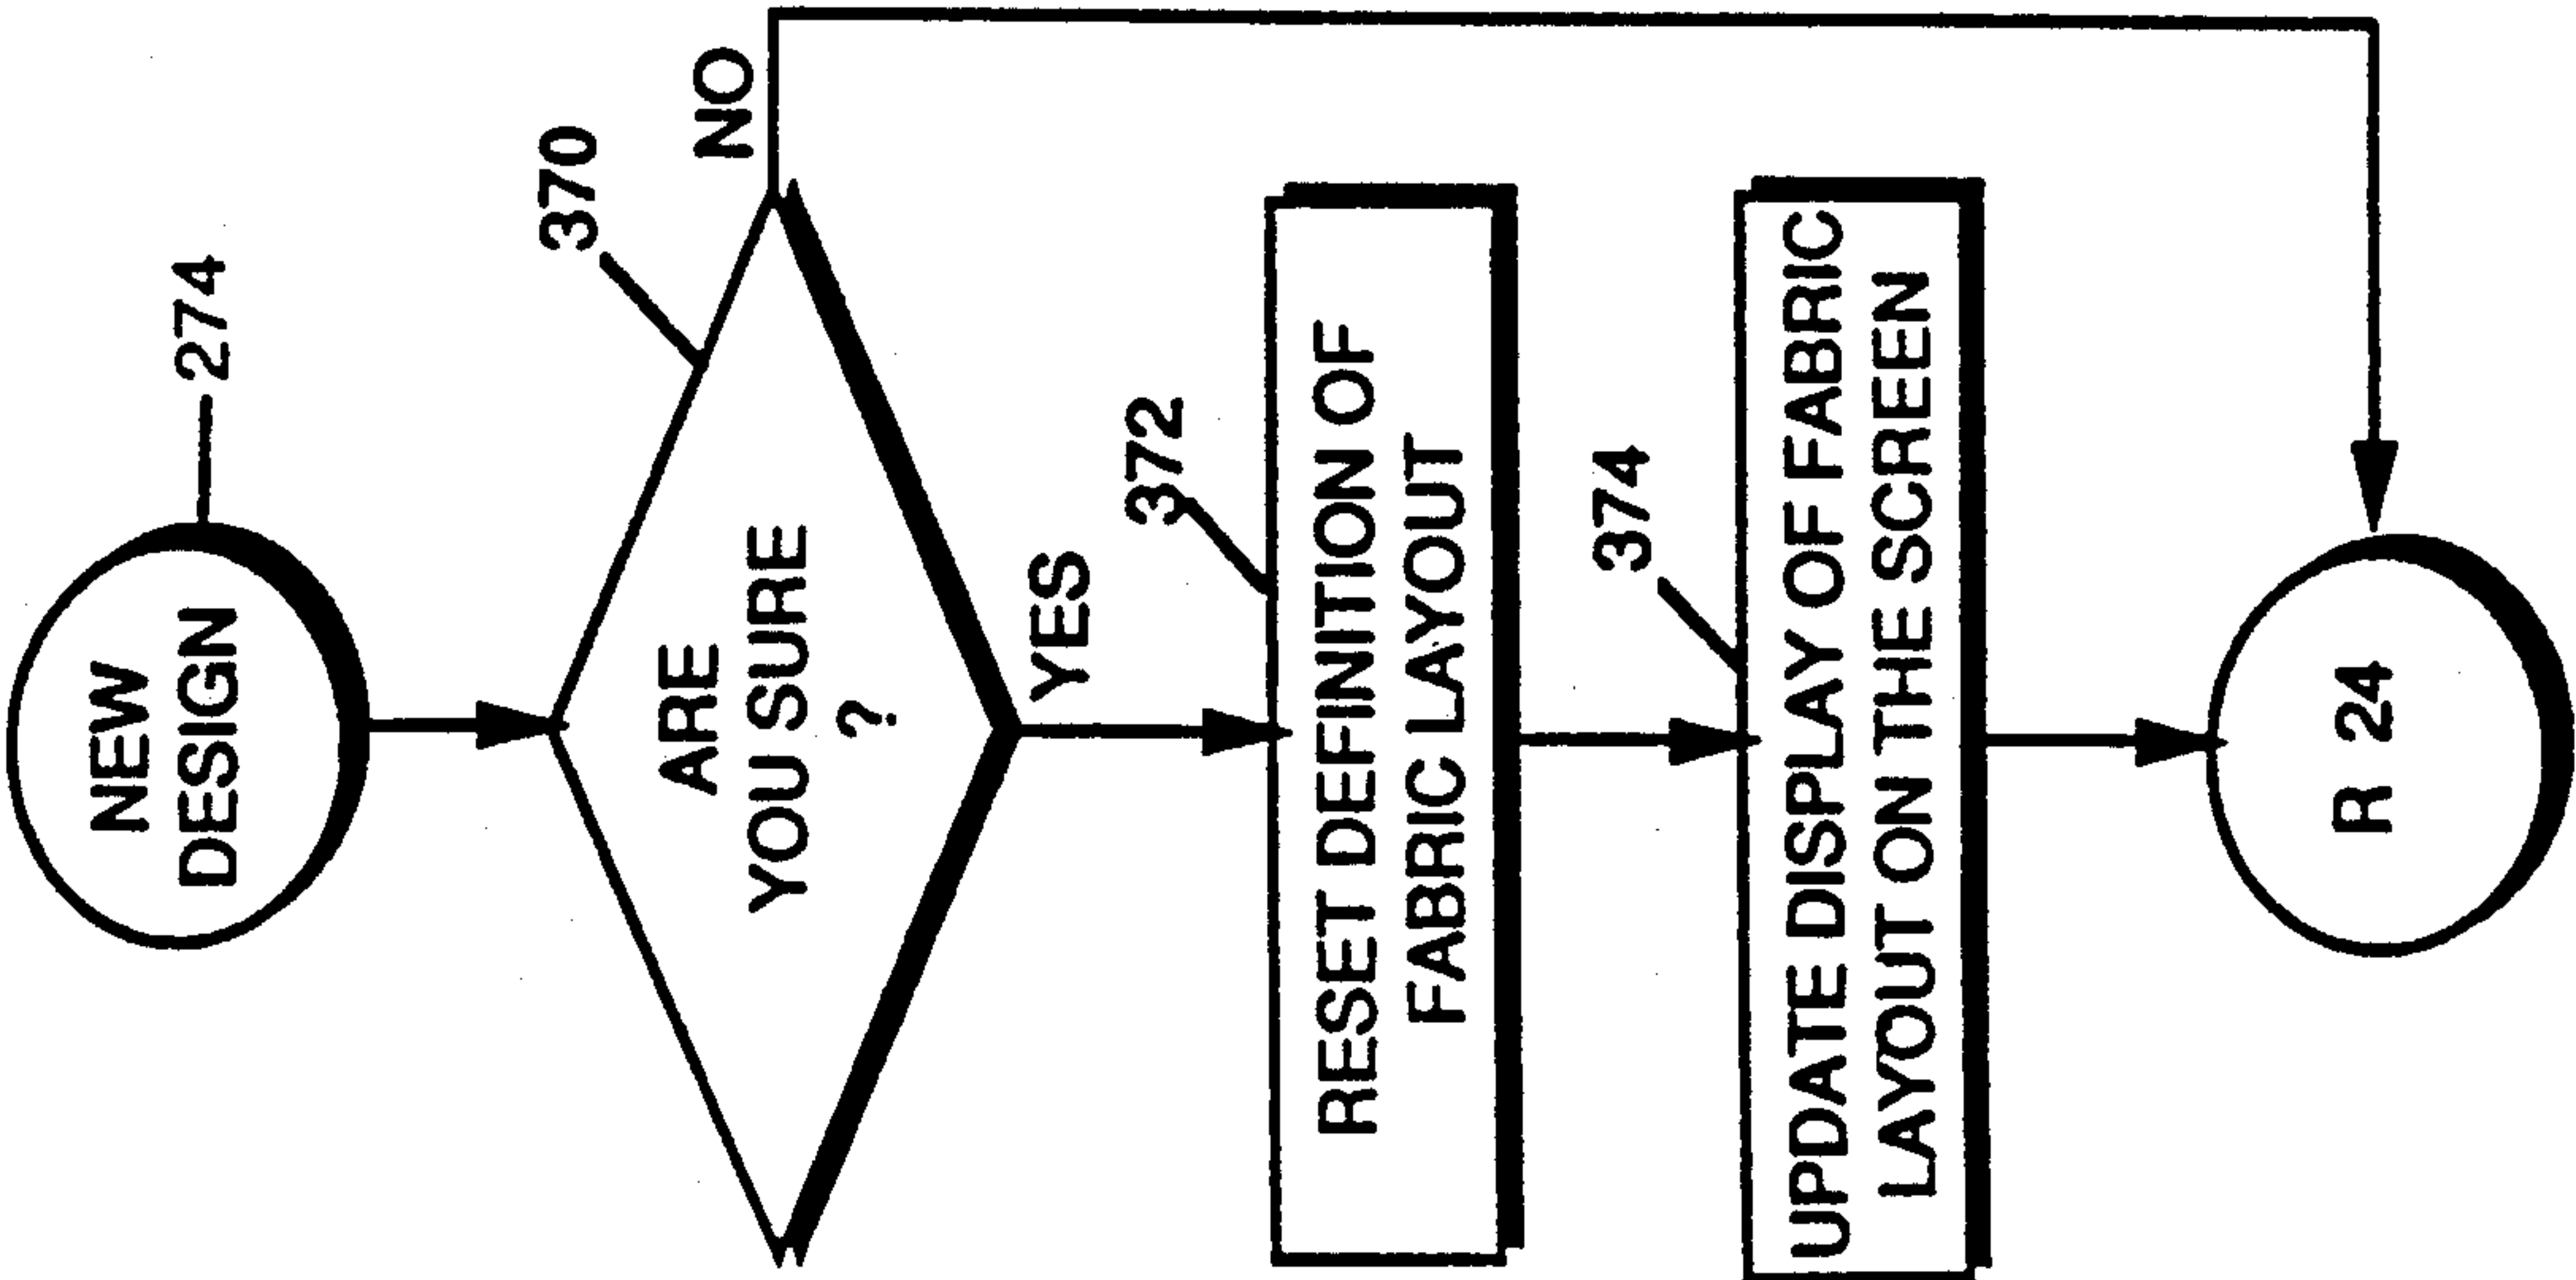 NEW
DESIGN
274
370
ARE
YOU SURE
?
NO
YES
372
RESET DEFINITION OF
FABRIC LAYOUT
374
UPDATE DISPLAY OF FABRIC
LAYOUT ON THE SCREEN
R 24